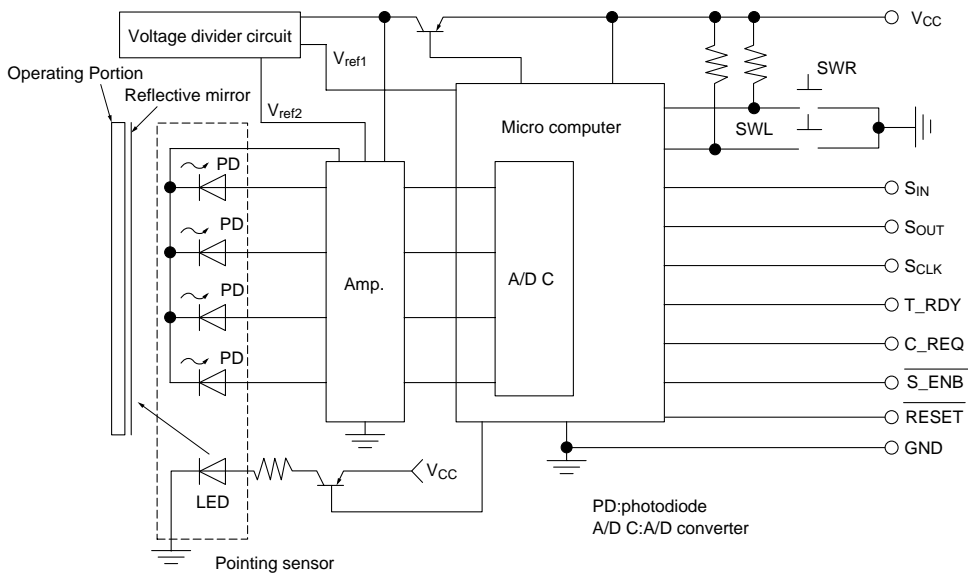 Voltage divider circuit
VCC
Vref1
Operating Portion
Reflective mirror
SWR
Vref2
Micro computer
SWL
PD
SIN
PD
SOUT
Amp.
A/D C
SCLK
PD
T_RDY
PD
C_REQ
S_ENB
RESET
GND
VCC
LED
PD:photodiode
A/D C:A/D converter
Pointing sensor